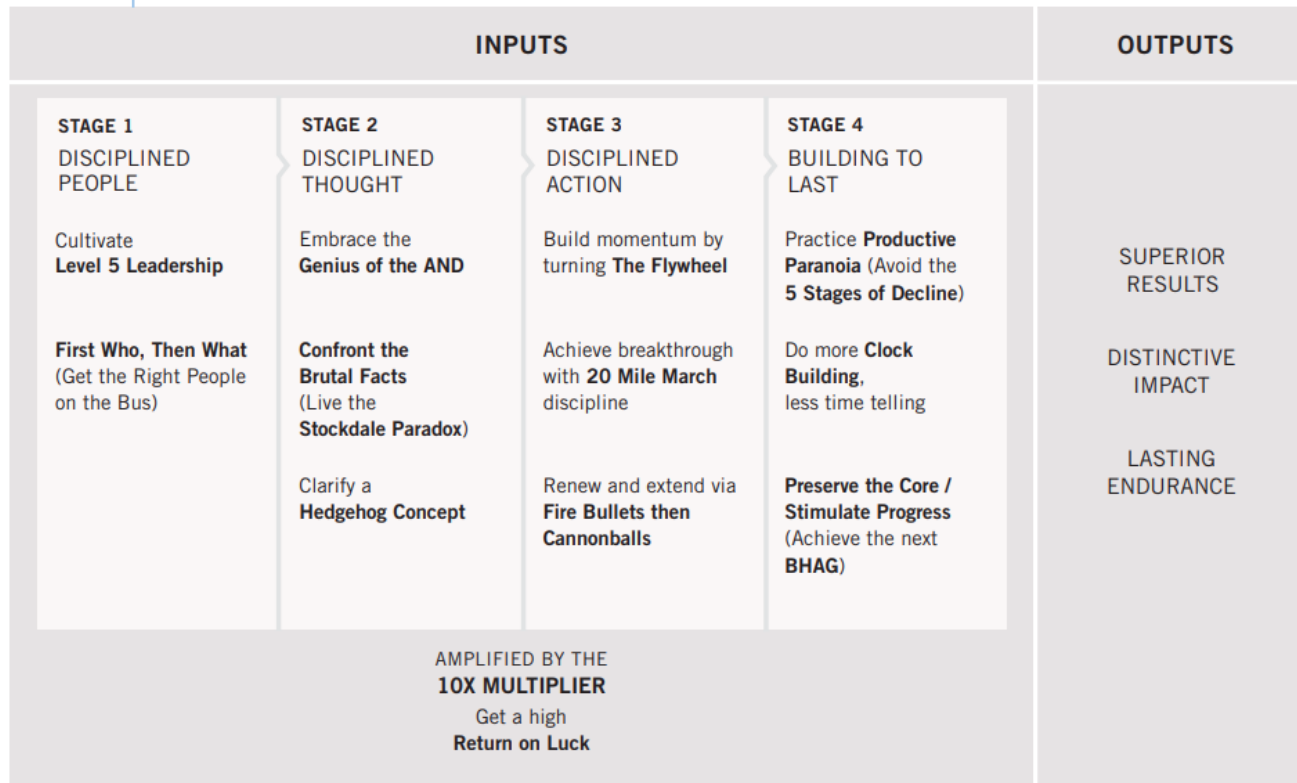 INPUTS
OUTPUTS
STAGE 1
DISCIPLINED
PEOPLE
Cultivate
Level 5 Leadership
First Who, Then What
(Get the Right People
on the Bus)
STAGE 2
DISCIPLINED
THOUGHT
Embrace the
Genius of the AND
Confront the
Brutal Facts
(Live the
Stockdale Paradox)
Clarify a
Hedgehog Concept
STAGE 3
DISCIPLINED
ACTION
Build momentum by
turning The Flywheel
Achieve breakthrough
with 20 Mile March
discipline
Renew and extend via
Fire Bullets then
Cannonballs
STAGE 4
BUILDING TO
LAST
Practice Productive
Paranoia (Avoid the
5 Stages of Decline)
Do more Clock
Building,
less time telling
Preserve the Core /
Stimulate Progress
(Achieve the next
BHAG)
AMPLIFIED BY THE
10X MULTIPLIER
Get a high
Return on Luck
SUPERIOR
RESULTS
DISTINCTIVE
IMPACT
LASTING
ENDURANCE